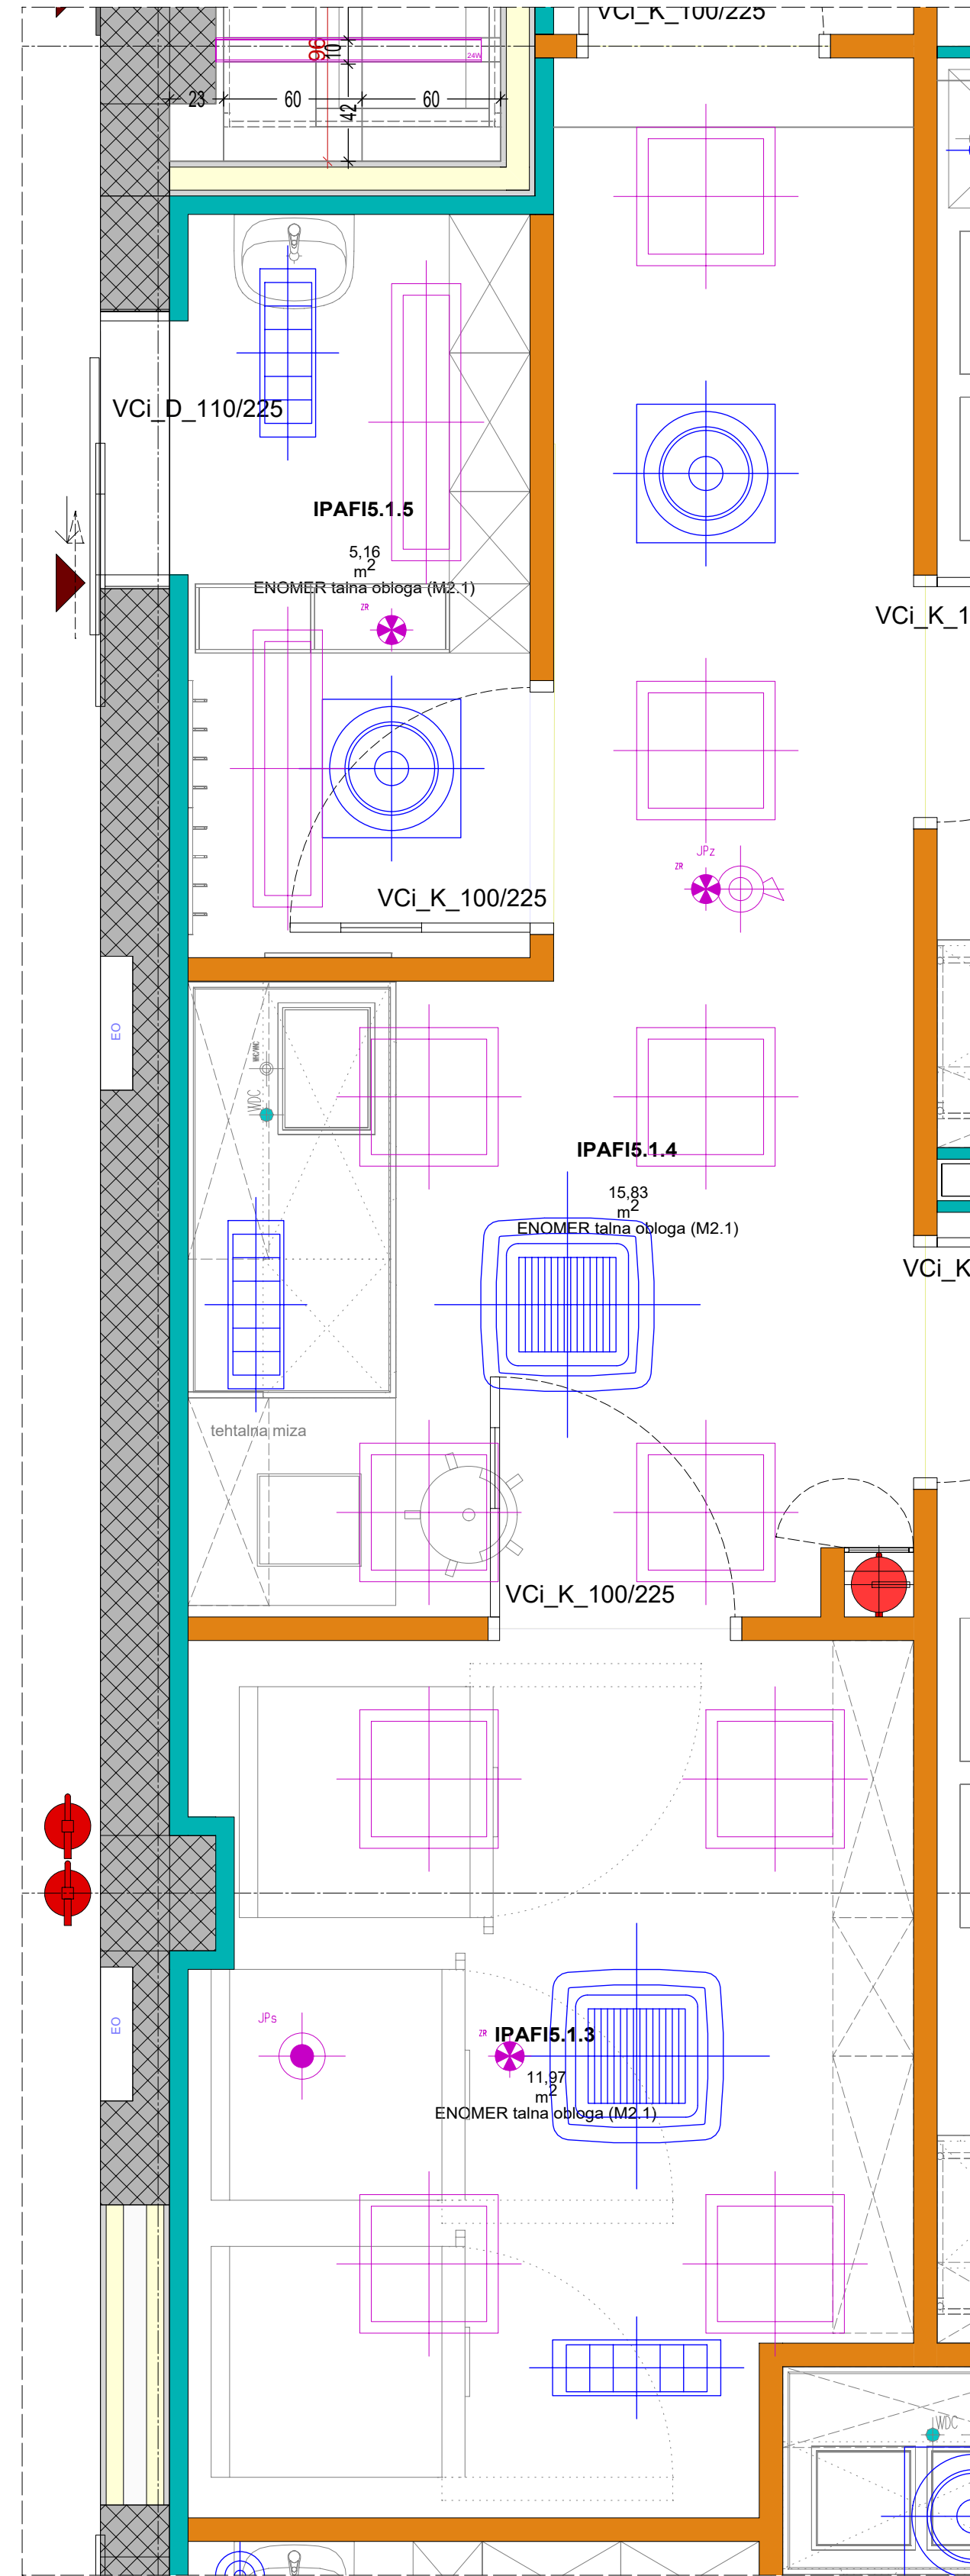 VCi_K_100/225
96
10
24W
23
60
60
42
VCi_D_110/225
IPAFI5.1.5
5,16
m2
ENOMER talna obloga (M2.1)
ZR
VCi_K_1
JPz
ZR
VCi_K_100/225
EO
WDC
IPAFI5.1.4
15,83
m2
ENOMER talna obloga (M2.1)
VCi_K
tehtalna miza
VCi_K_100/225
JPs
ZR
IPAFI5.1.3
EO
11,97
m2
ENOMER talna obloga (M2.1)
WDC